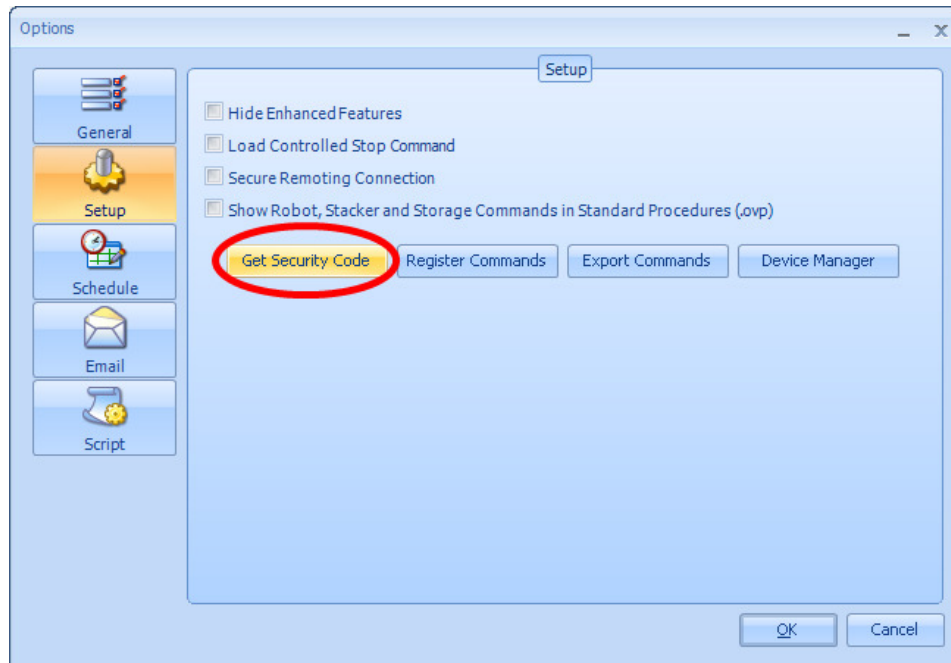 Options
Setup
General
Setup
Schedule
Email
Script
Hide Enhanced Features
Load Controlled Stop Command
Secure Remoting Connection
Show Robot, Stacker and Storage Commands in Standard Procedures (.ovp)
Get Security Code Register Commands Export Commands Device Manager
OK Cancel